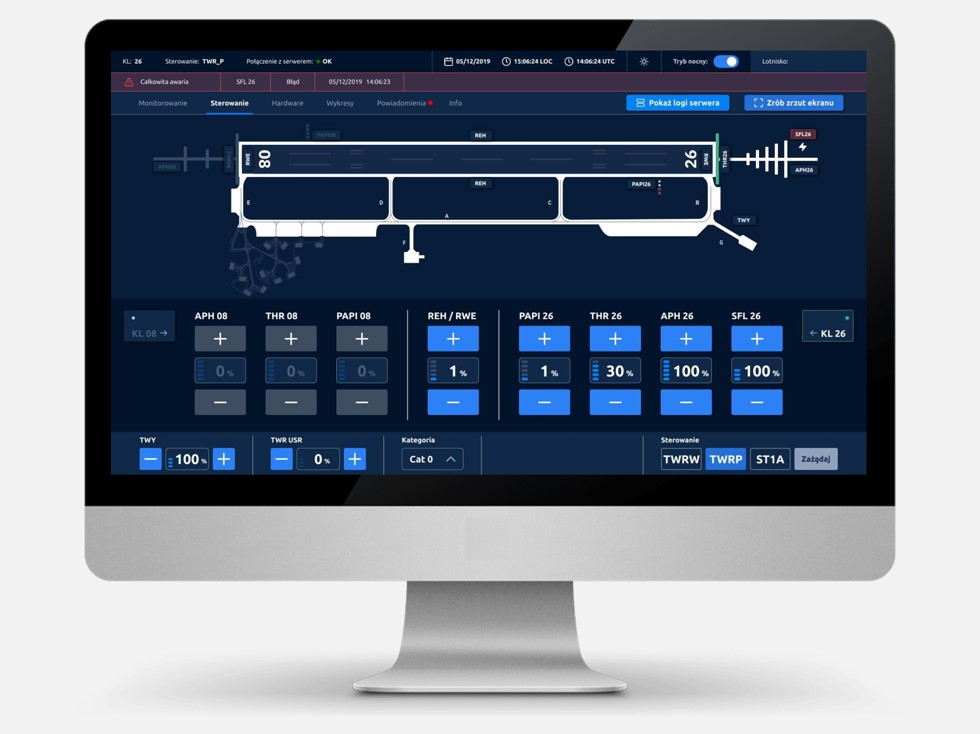 KL: 26 Sterowanie: TWR_P Połączenie z serwerem: OK 05/12/2019 15:06:24 LOC 14:06:24 UTC Tryb nocny: Lotnisko:
Całkowita awaria SFL 26 Błąd 05/12/2019 14:06:23
Monitorowanie Sterowanie Hardware Wykresy Powiadomienia Info Pokaż logi serwera Zrób zrzut ekranu
PAPI08 REH SFL26
APH08 RWE 08 26 RWE THR26 APH26
REH PAPI26
E D C B
A TWY
F G
KL 08 → APH 08 THR 08 PAPI 08 REH / RWE PAPI 26 THR 26 APH 26 SFL 26 ← KL 26
+ + + + + + + +
0 % 0 % 0 % 1 % 1 % 30 % 100 % 100 %
− − − − − − − −
TWY TWR USR Kategoria Sterowanie
− 100 % + − 0 % + Cat 0 TWRW TWRP ST1A Zażądaj